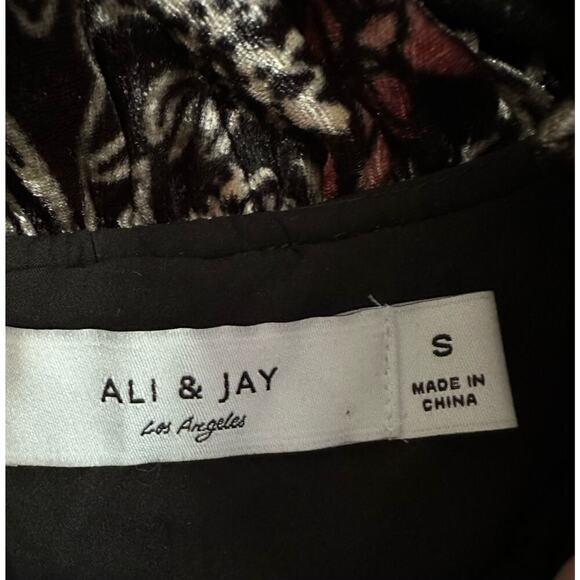 ALI & JAY
Los Angeles
S
MADE IN
CHINA